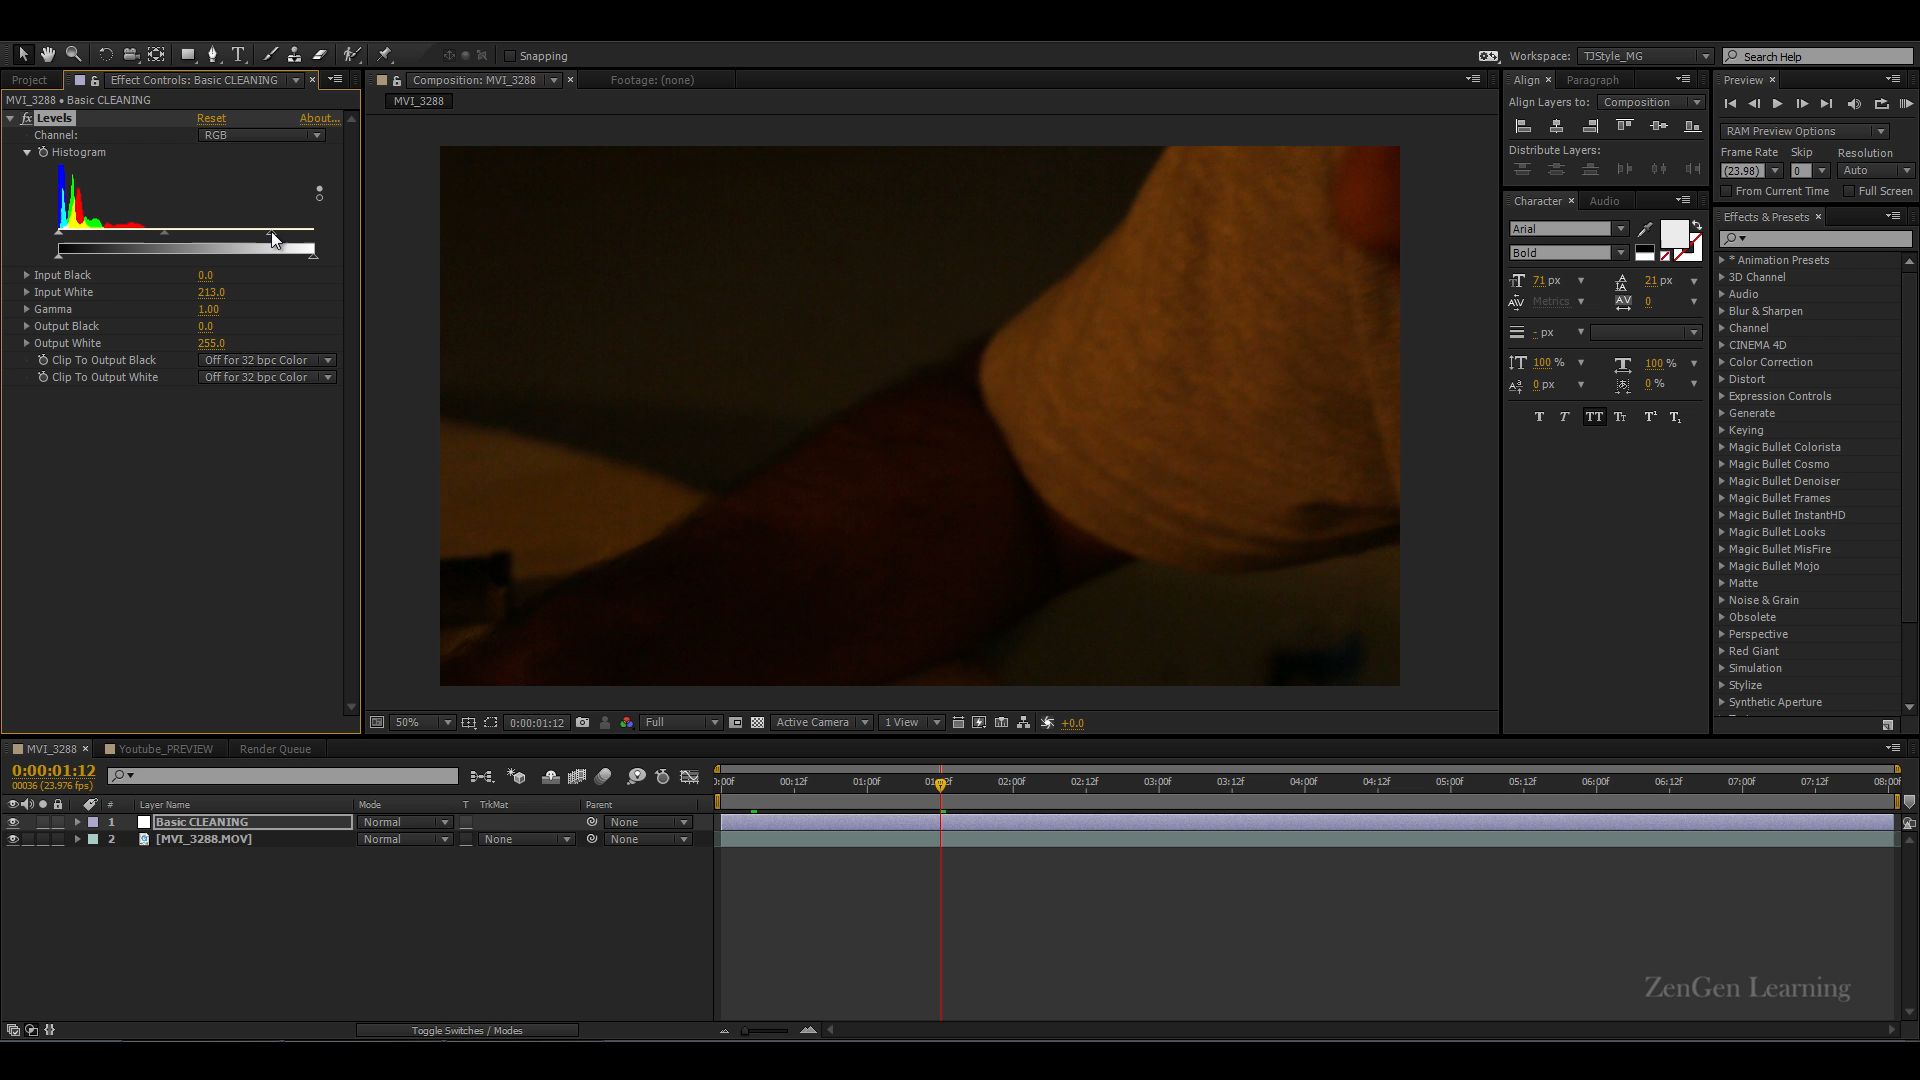 Snapping
Workspace: TJStyle_MG
Search Help
Project
Effect Controls: Basic CLEANING
Composition: MVI_3288
Footage: (none)
Align
Paragraph
Preview
MVI_3288 • Basic CLEANING
MVI_3288
Align Layers to: Composition
fx Levels Reset About...
Channel: RGB
RAM Preview Options
Histogram
Distribute Layers:
Frame Rate Skip Resolution
(23.98) 0 Auto
From Current Time Full Screen
Character Audio
Effects & Presets
Arial
Bold
* Animation Presets
3D Channel
Audio
Blur & Sharpen
Channel
CINEMA 4D
Color Correction
Distort
Expression Controls
Generate
Keying
Magic Bullet Colorista
Magic Bullet Cosmo
Magic Bullet Denoiser
Magic Bullet Frames
Magic Bullet InstantHD
Magic Bullet Looks
Magic Bullet MisFire
Magic Bullet Mojo
Matte
Noise & Grain
Obsolete
Perspective
Red Giant
Simulation
Stylize
Synthetic Aperture
71 px 21 px
Metrics 0
- px
100 % 100 %
0 px 0 %
T T TT Tt T¹ T₁
Input Black 0.0
Input White 213.0
Gamma 1.00
Output Black 0.0
Output White 255.0
Clip To Output Black Off for 32 bpc Color
Clip To Output White Off for 32 bpc Color
50% 0:00:01:12 Full Active Camera 1 View +0.0
MVI_3288 Youtube_PREVIEW Render Queue
0:00:01:12
00036 (23.976 fps)
:00f 00:12f 01:00f 01:12f 02:00f 02:12f 03:00f 03:12f 04:00f 04:12f 05:00f 05:12f 06:00f 06:12f 07:00f 07:12f 08:00f
# Layer Name Mode T TrkMat Parent
1 Basic CLEANING Normal None
2 [MVI_3288.MOV] Normal None None
Toggle Switches / Modes
ZenGen Learning